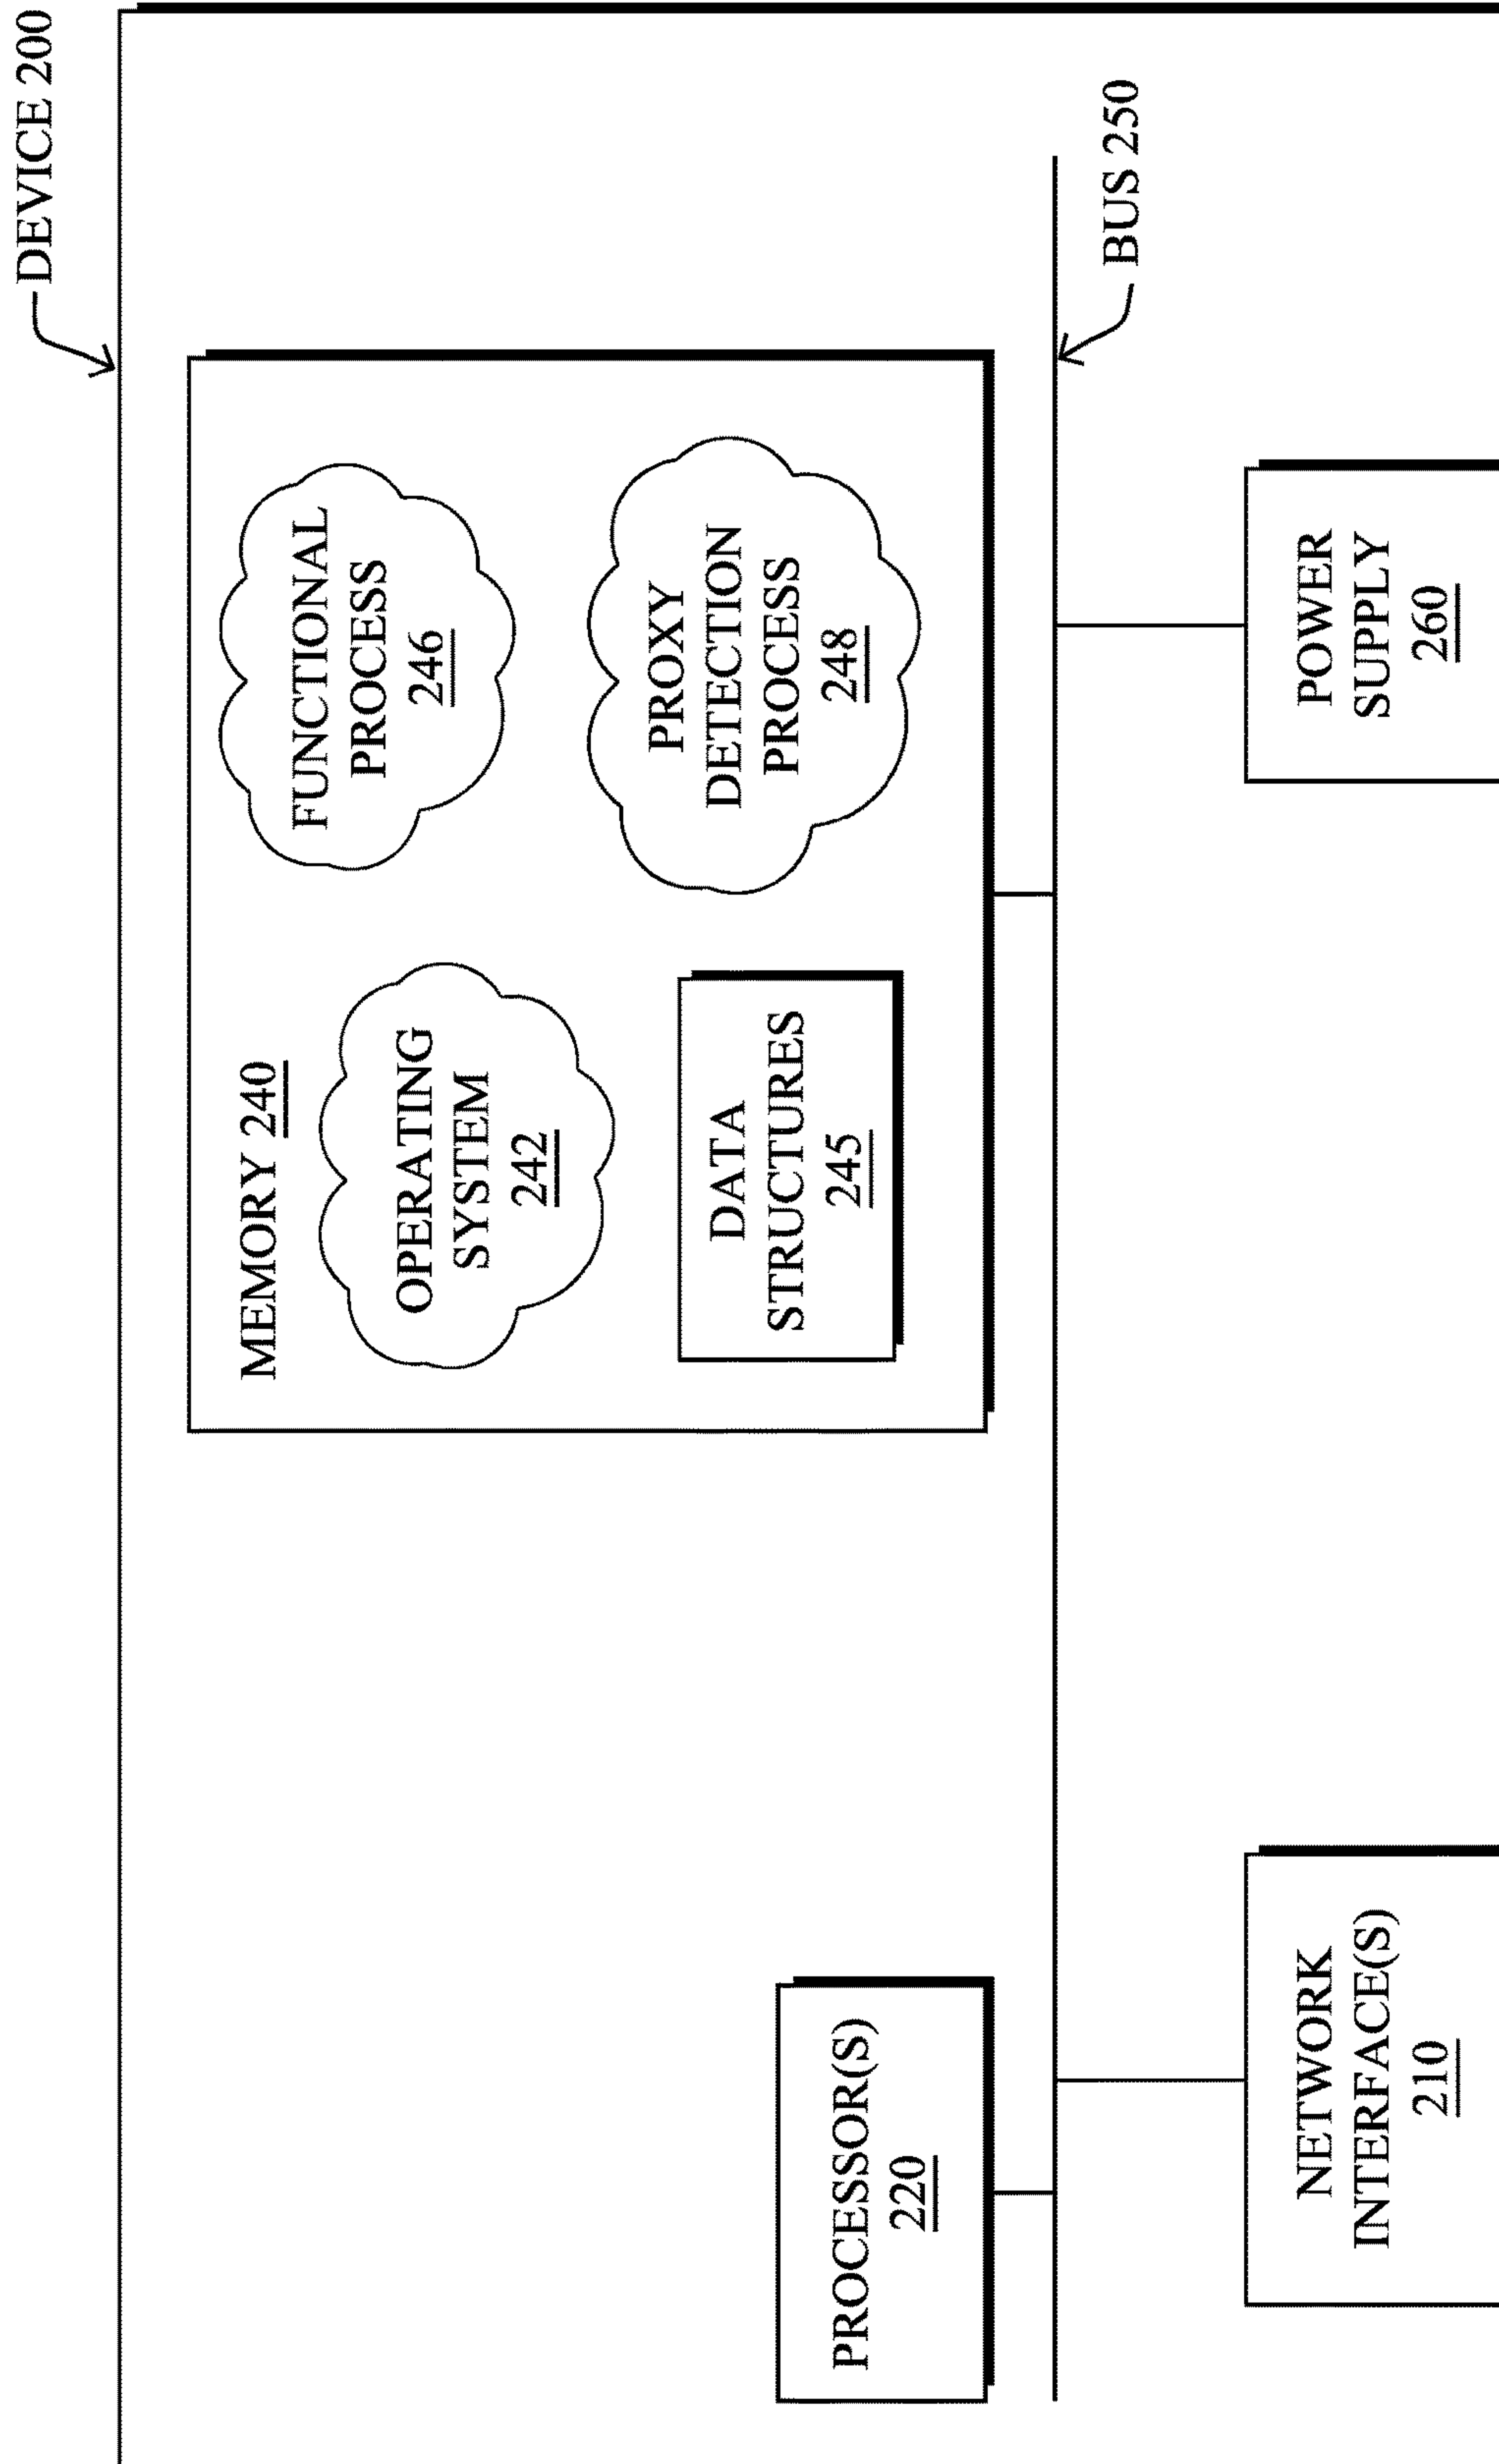 DEVICE 200
MEMORY 240
FUNCTIONAL
PROCESS
246
OPERATING
SYSTEM
242
PROXY
DETECTION
PROCESS
248
DATA
STRUCTURES
245
PROCESSOR(S)
220
BUS 250
NETWORK
INTERFACE(S)
210
POWER
SUPPLY
260